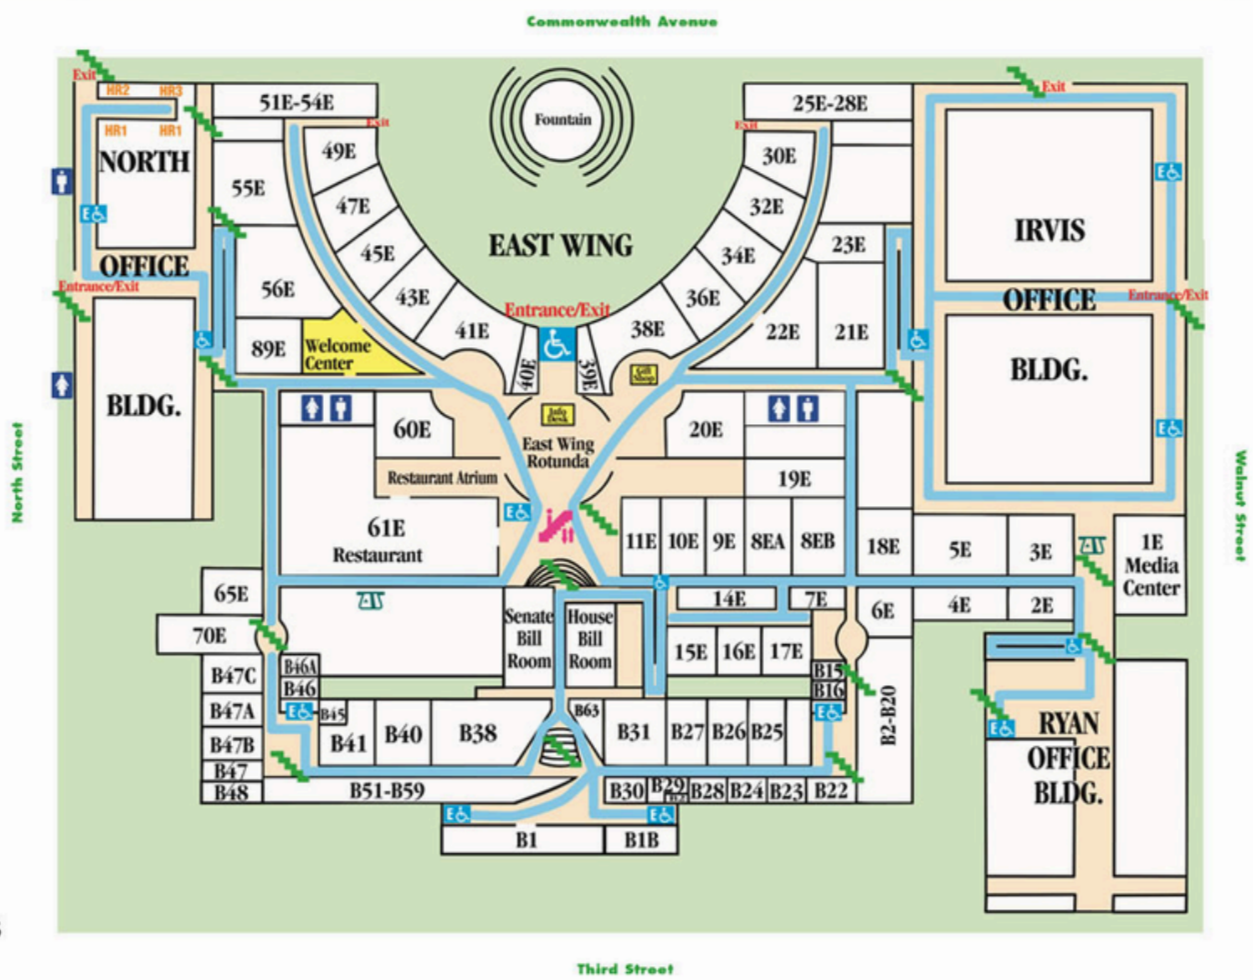 Commonwealth Avenue
Exit
HR2
HR3
HR1
HR1
NORTH
OFFICE
Entrance/Exit
BLDG.
51E-54E
Exit
49E
47E
45E
43E
41E
40E
55E
56E
89E
Welcome
Center
Fountain
EAST WING
Entrance/Exit
25E-28E
Exit
30E
32E
34E
36E
38E
39E
23E
22E
21E
Gift
Shop
Exit
IRVIS
OFFICE
Entrance/Exit
BLDG.
North Street
Walnut Street
60E
Info
Desk
East Wing
Rotunda
Restaurant Atrium
20E
19E
61E
Restaurant
E
11E
10E
9E
8EA
8EB
18E
5E
3E
1E
Media
Center
65E
70E
Senate
Bill
Room
House
Bill
Room
14E
7E
6E
4E
2E
15E
16E
17E
B47C
B46A
B46
B15
B16
B47A
E
B45
B63
E
B2-B20
B47B
B41
B40
B38
B31
B27
B26
B25
B47
B48
B51-B59
B30
B29
B28
B24
B23
B22
E
E
B1
B1B
E
RYAN
OFFICE
BLDG.
E
E
E
Third Street